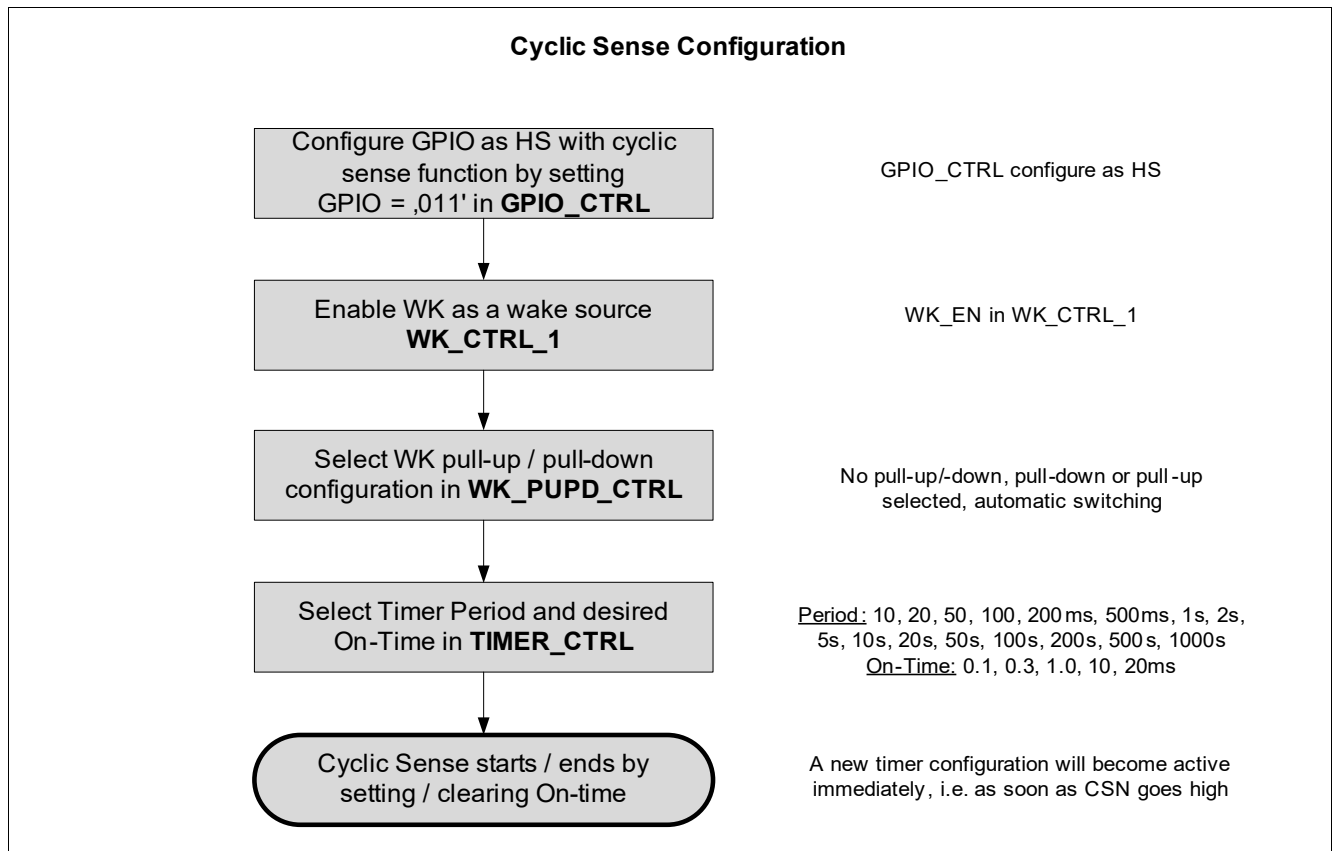 Cyclic Sense Configuration
Configure GPIO as HS with cyclic
sense function by setting
GPIO = ‚011' in GPIO_CTRL
GPIO_CTRL configure as HS
Enable WK as a wake source
WK_CTRL_1
WK_EN in WK_CTRL_1
Select WK pull-up / pull-down
configuration in WK_PUPD_CTRL
No pull-up/-down, pull-down or pull-up
selected, automatic switching
Select Timer Period and desired
On-Time in TIMER_CTRL
Period: 10, 20, 50, 100, 200ms, 500ms, 1s, 2s,
5s, 10s, 20s, 50s, 100s, 200s, 500s, 1000s
On-Time: 0.1, 0.3, 1.0, 10, 20ms
Cyclic Sense starts / ends by
setting / clearing On-time
A new timer configuration will become active
immediately, i.e. as soon as CSN goes high